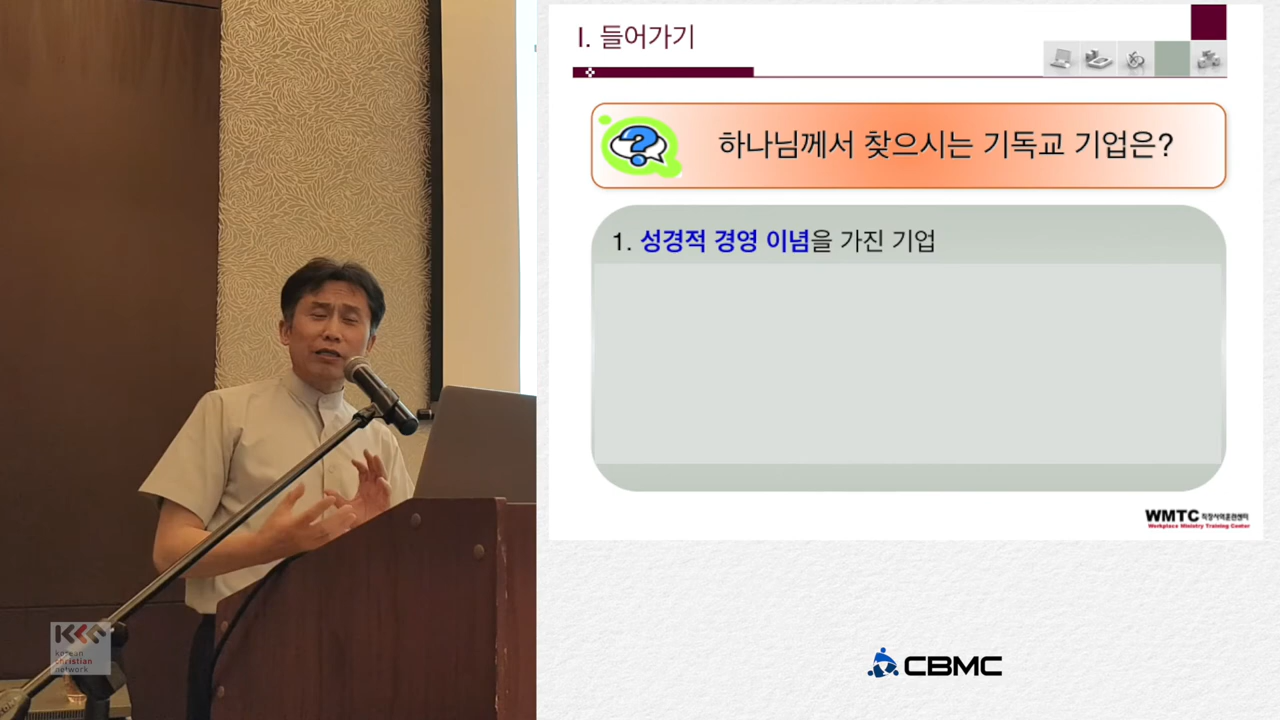 I. 들어가기
?
하나님께서 찾으시는 기독교 기업은?
1. 성경적 경영 이념을 가진 기업
WMTC 직장사역훈련센터
Workplace Ministry Training Center
KCN
korean
christian
network
CBMC